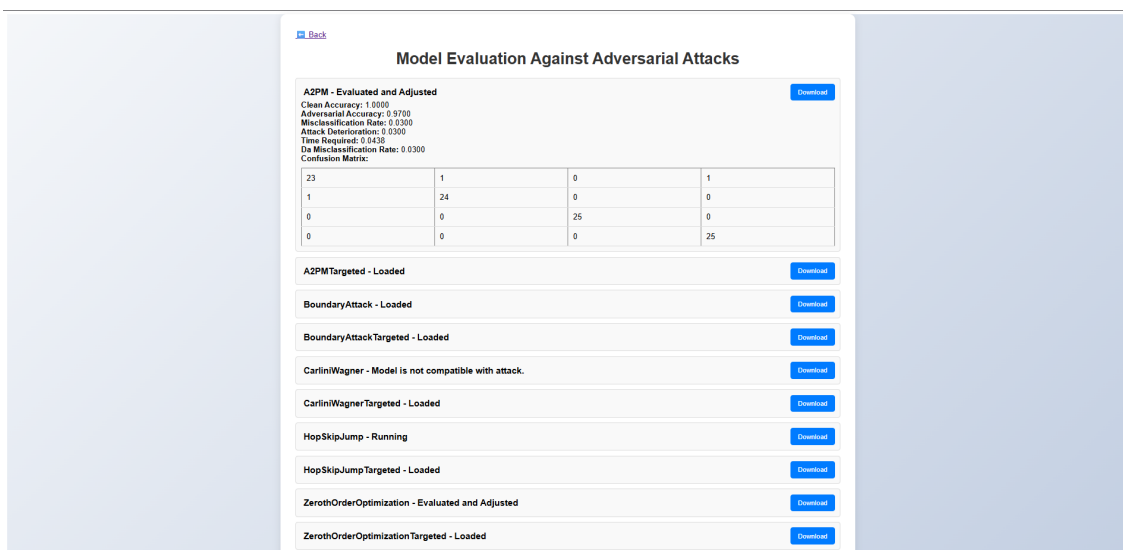 Back
Model Evaluation Against Adversarial Attacks
A2PM - Evaluated and Adjusted
Download
Clean Accuracy: 1.0000
Adversarial Accuracy: 0.9700
Misclassification Rate: 0.0300
Attack Deterioration: 0.0300
Time Required: 0.0438
Da Misclassification Rate: 0.0300
Confusion Matrix:
23 1 0 1
1 24 0 0
0 0 25 0
0 0 0 25
A2PMTargeted - Loaded Download
BoundaryAttack - Loaded Download
BoundaryAttackTargeted - Loaded Download
CarliniWagner - Model is not compatible with attack. Download
CarliniWagnerTargeted - Loaded Download
HopSkipJump - Running Download
HopSkipJumpTargeted - Loaded Download
ZerothOrderOptimization - Evaluated and Adjusted Download
ZerothOrderOptimizationTargeted - Loaded Download